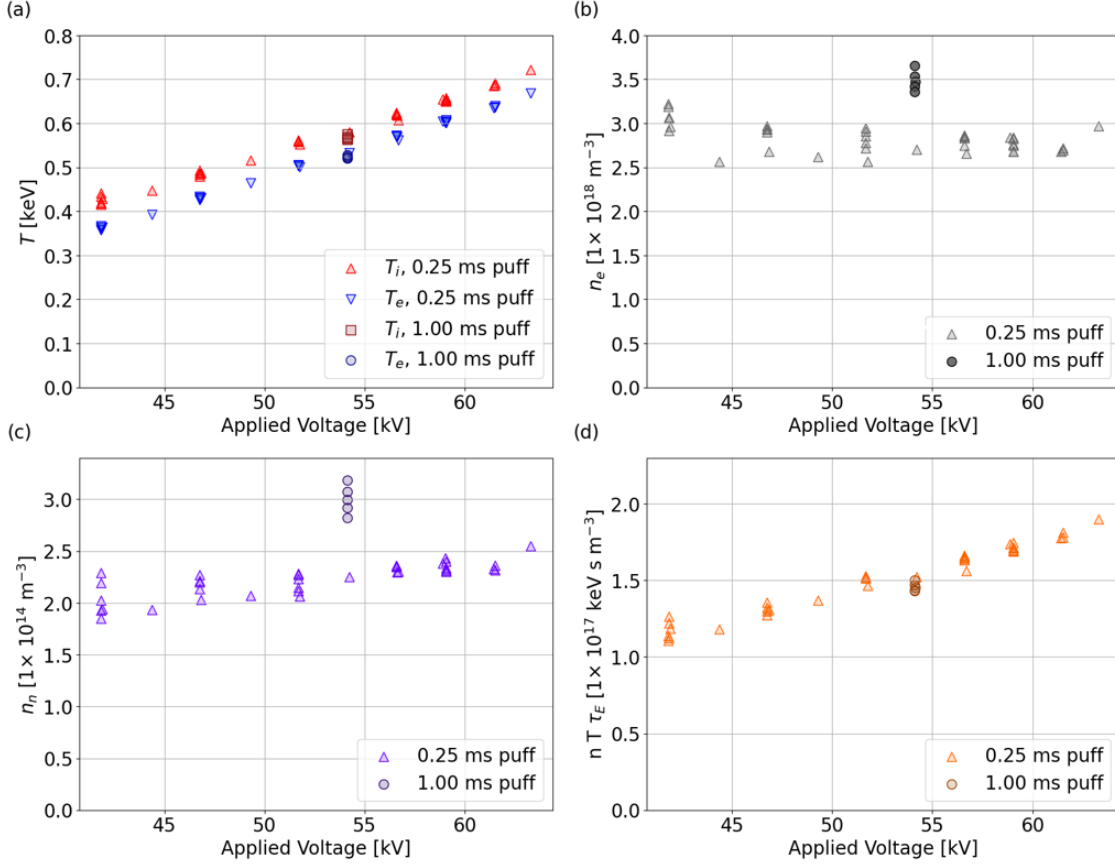 (a)
T [keV]
0.8
0.7
0.6
0.5
0.4
0.3
0.2
0.1
0.0
45
50
55
60
Applied Voltage [kV]
T_i, 0.25 ms puff
T_e, 0.25 ms puff
T_i, 1.00 ms puff
T_e, 1.00 ms puff
(b)
n_e [1× 10^18 m^−3]
4.0
3.5
3.0
2.5
2.0
1.5
1.0
0.5
0.0
45
50
55
60
Applied Voltage [kV]
0.25 ms puff
1.00 ms puff
(c)
n_n [1× 10^14 m^−3]
3.0
2.5
2.0
1.5
1.0
0.5
0.0
45
50
55
60
Applied Voltage [kV]
0.25 ms puff
1.00 ms puff
(d)
n T τ_E [1× 10^17 keV s m^−3]
2.0
1.5
1.0
0.5
0.0
45
50
55
60
Applied Voltage [kV]
0.25 ms puff
1.00 ms puff